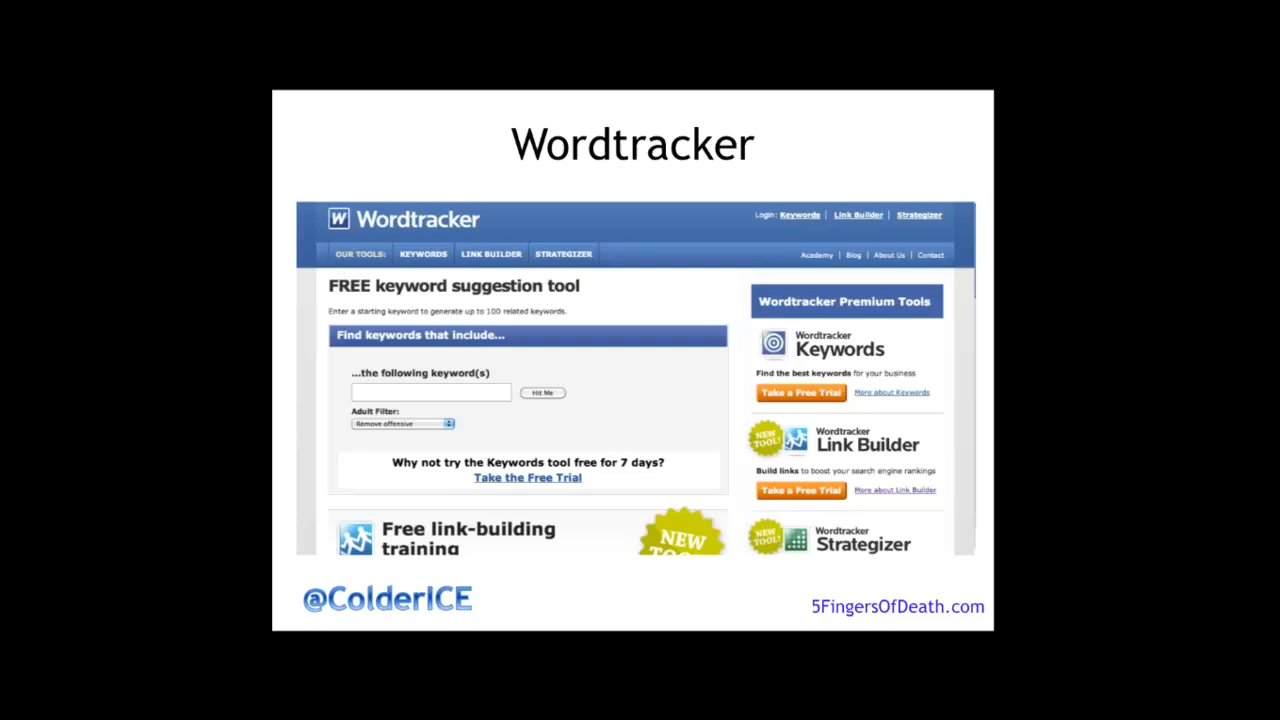 Wordtracker
W Wordtracker
Login: Keywords | Link Builder | Strategizer
OUR TOOLS: KEYWORDS LINK BUILDER STRATEGIZER
Academy | Blog | About Us | Contact
FREE keyword suggestion tool
Enter a starting keyword to generate up to 100 related keywords.
Find keywords that include...
...the following keyword(s)
Hit Me
Adult Filter:
Remove offensive
Why not try the Keywords tool free for 7 days?
Take the Free Trial
Free link-building
training
NEW
TOOL!
Wordtracker Premium Tools
Wordtracker
Keywords
Find the best keywords for your business
Take a Free Trial More about Keywords
NEW
TOOL!
Wordtracker
Link Builder
Build links to boost your search engine rankings
Take a Free Trial More about Link Builder
NEW
TOOL!
Wordtracker
Strategizer
@ColderICE
5FingersOfDeath.com